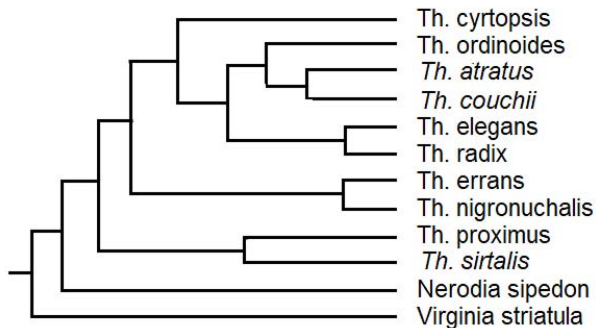 Th. cyrtopsis
Th. ordinoides
Th. atratus
Th. couchii
Th. elegans
Th. radix
Th. errans
Th. nigronuchalis
Th. proximus
Th. sirtalis
Nerodia sipedon
Virginia striatula